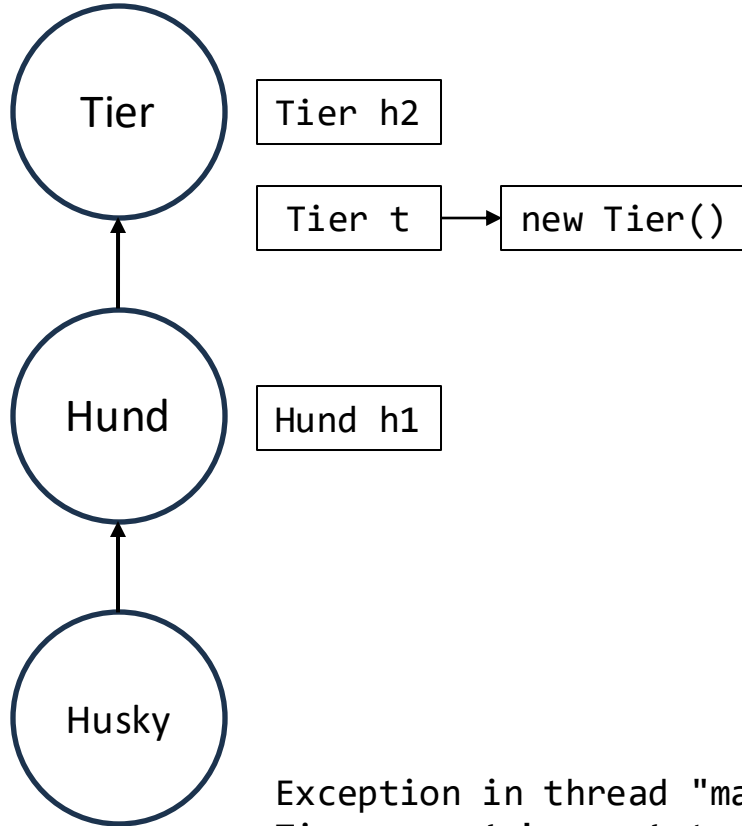 Tier
Tier h2
Tier t
new Tier()
Hund
Hund h1
Husky
Exception in thread "ma